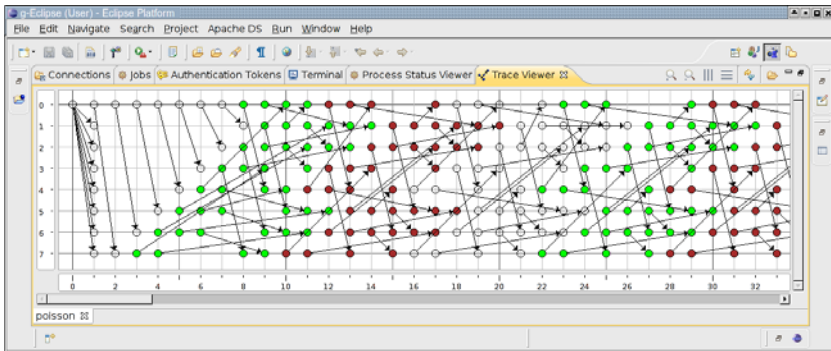 g-Eclipse (User) - Eclipse Platform
File Edit Navigate Search Project Apache DS Run Window Help
Connections Jobs Authentication Tokens Terminal Process Status Viewer Trace Viewer
0
1
2
3
4
5
6
7
0 2 4 6 8 10 12 14 16 18 20 22 24 26 28 30 32
poisson